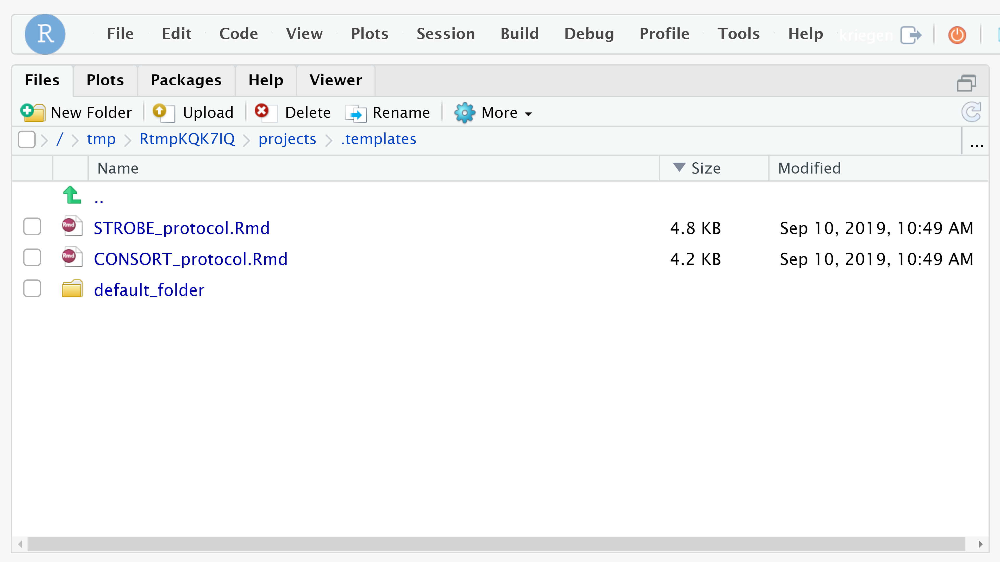 R File Edit Code View Plots Session Build Debug Profile Tools Help kriegen
Files Plots Packages Help Viewer
New Folder Upload Delete Rename More
/ tmp RtmpKQK7IQ projects .templates ...
Name Size Modified
..
Rmd STROBE_protocol.Rmd 4.8 KB Sep 10, 2019, 10:49 AM
Rmd CONSORT_protocol.Rmd 4.2 KB Sep 10, 2019, 10:49 AM
default_folder